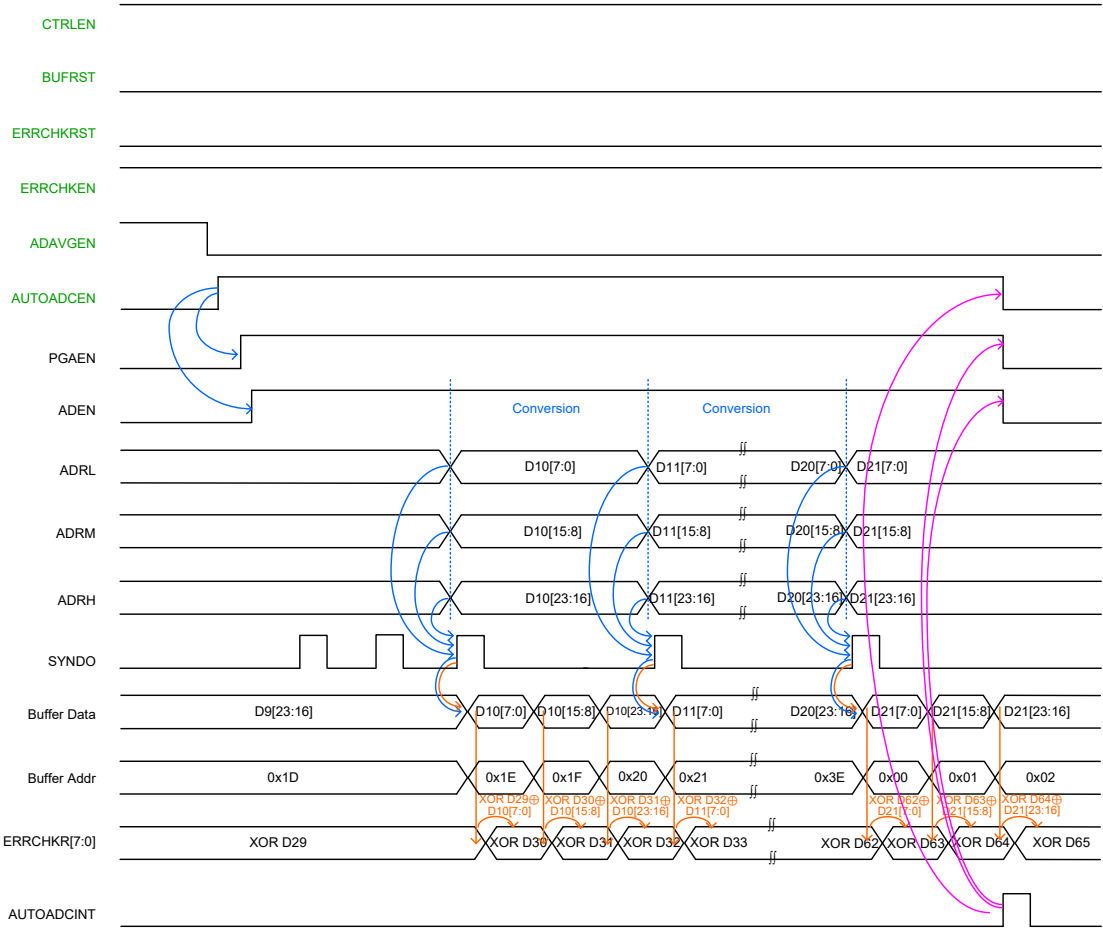 CTRLEN
BUFRST
ERRCHKRST
ERRCHKEN
ADAVGEN
AUTOADCEN
PGAEN
ADEN
Conversion
Conversion
ADRL
D10[7:0]
D11[7:0]
D20[7:0]
D21[7:0]
ADRM
D10[15:8]
D11[15:8]
D20[15:8]
D21[15:8]
ADRH
D10[23:16]
D11[23:16]
D20[23:16]
D21[23:16]
SYNDO
Buffer Data
D9[23:16]
D10[7:0]
D10[15:8]
D10[23:16]
D11[7:0]
D20[23:16]
D21[7:0]
D21[15:8]
D21[23:16]
Buffer Addr
0x1D
0x1E
0x1F
0x20
0x21
0x3E
0x00
0x01
0x02
XOR D29⊕
D10[7:0]
XOR D30⊕
D10[15:8]
XOR D31⊕
D10[23:16]
XOR D32⊕
D11[7:0]
XOR D62⊕
D21[7:0]
XOR D63⊕
D21[15:8]
XOR D64⊕
D21[23:16]
ERRCHKR[7:0]
XOR D29
XOR D30
XOR D31
XOR D32
XOR D33
XOR D62
XOR D63
XOR D64
XOR D65
AUTOADCINT